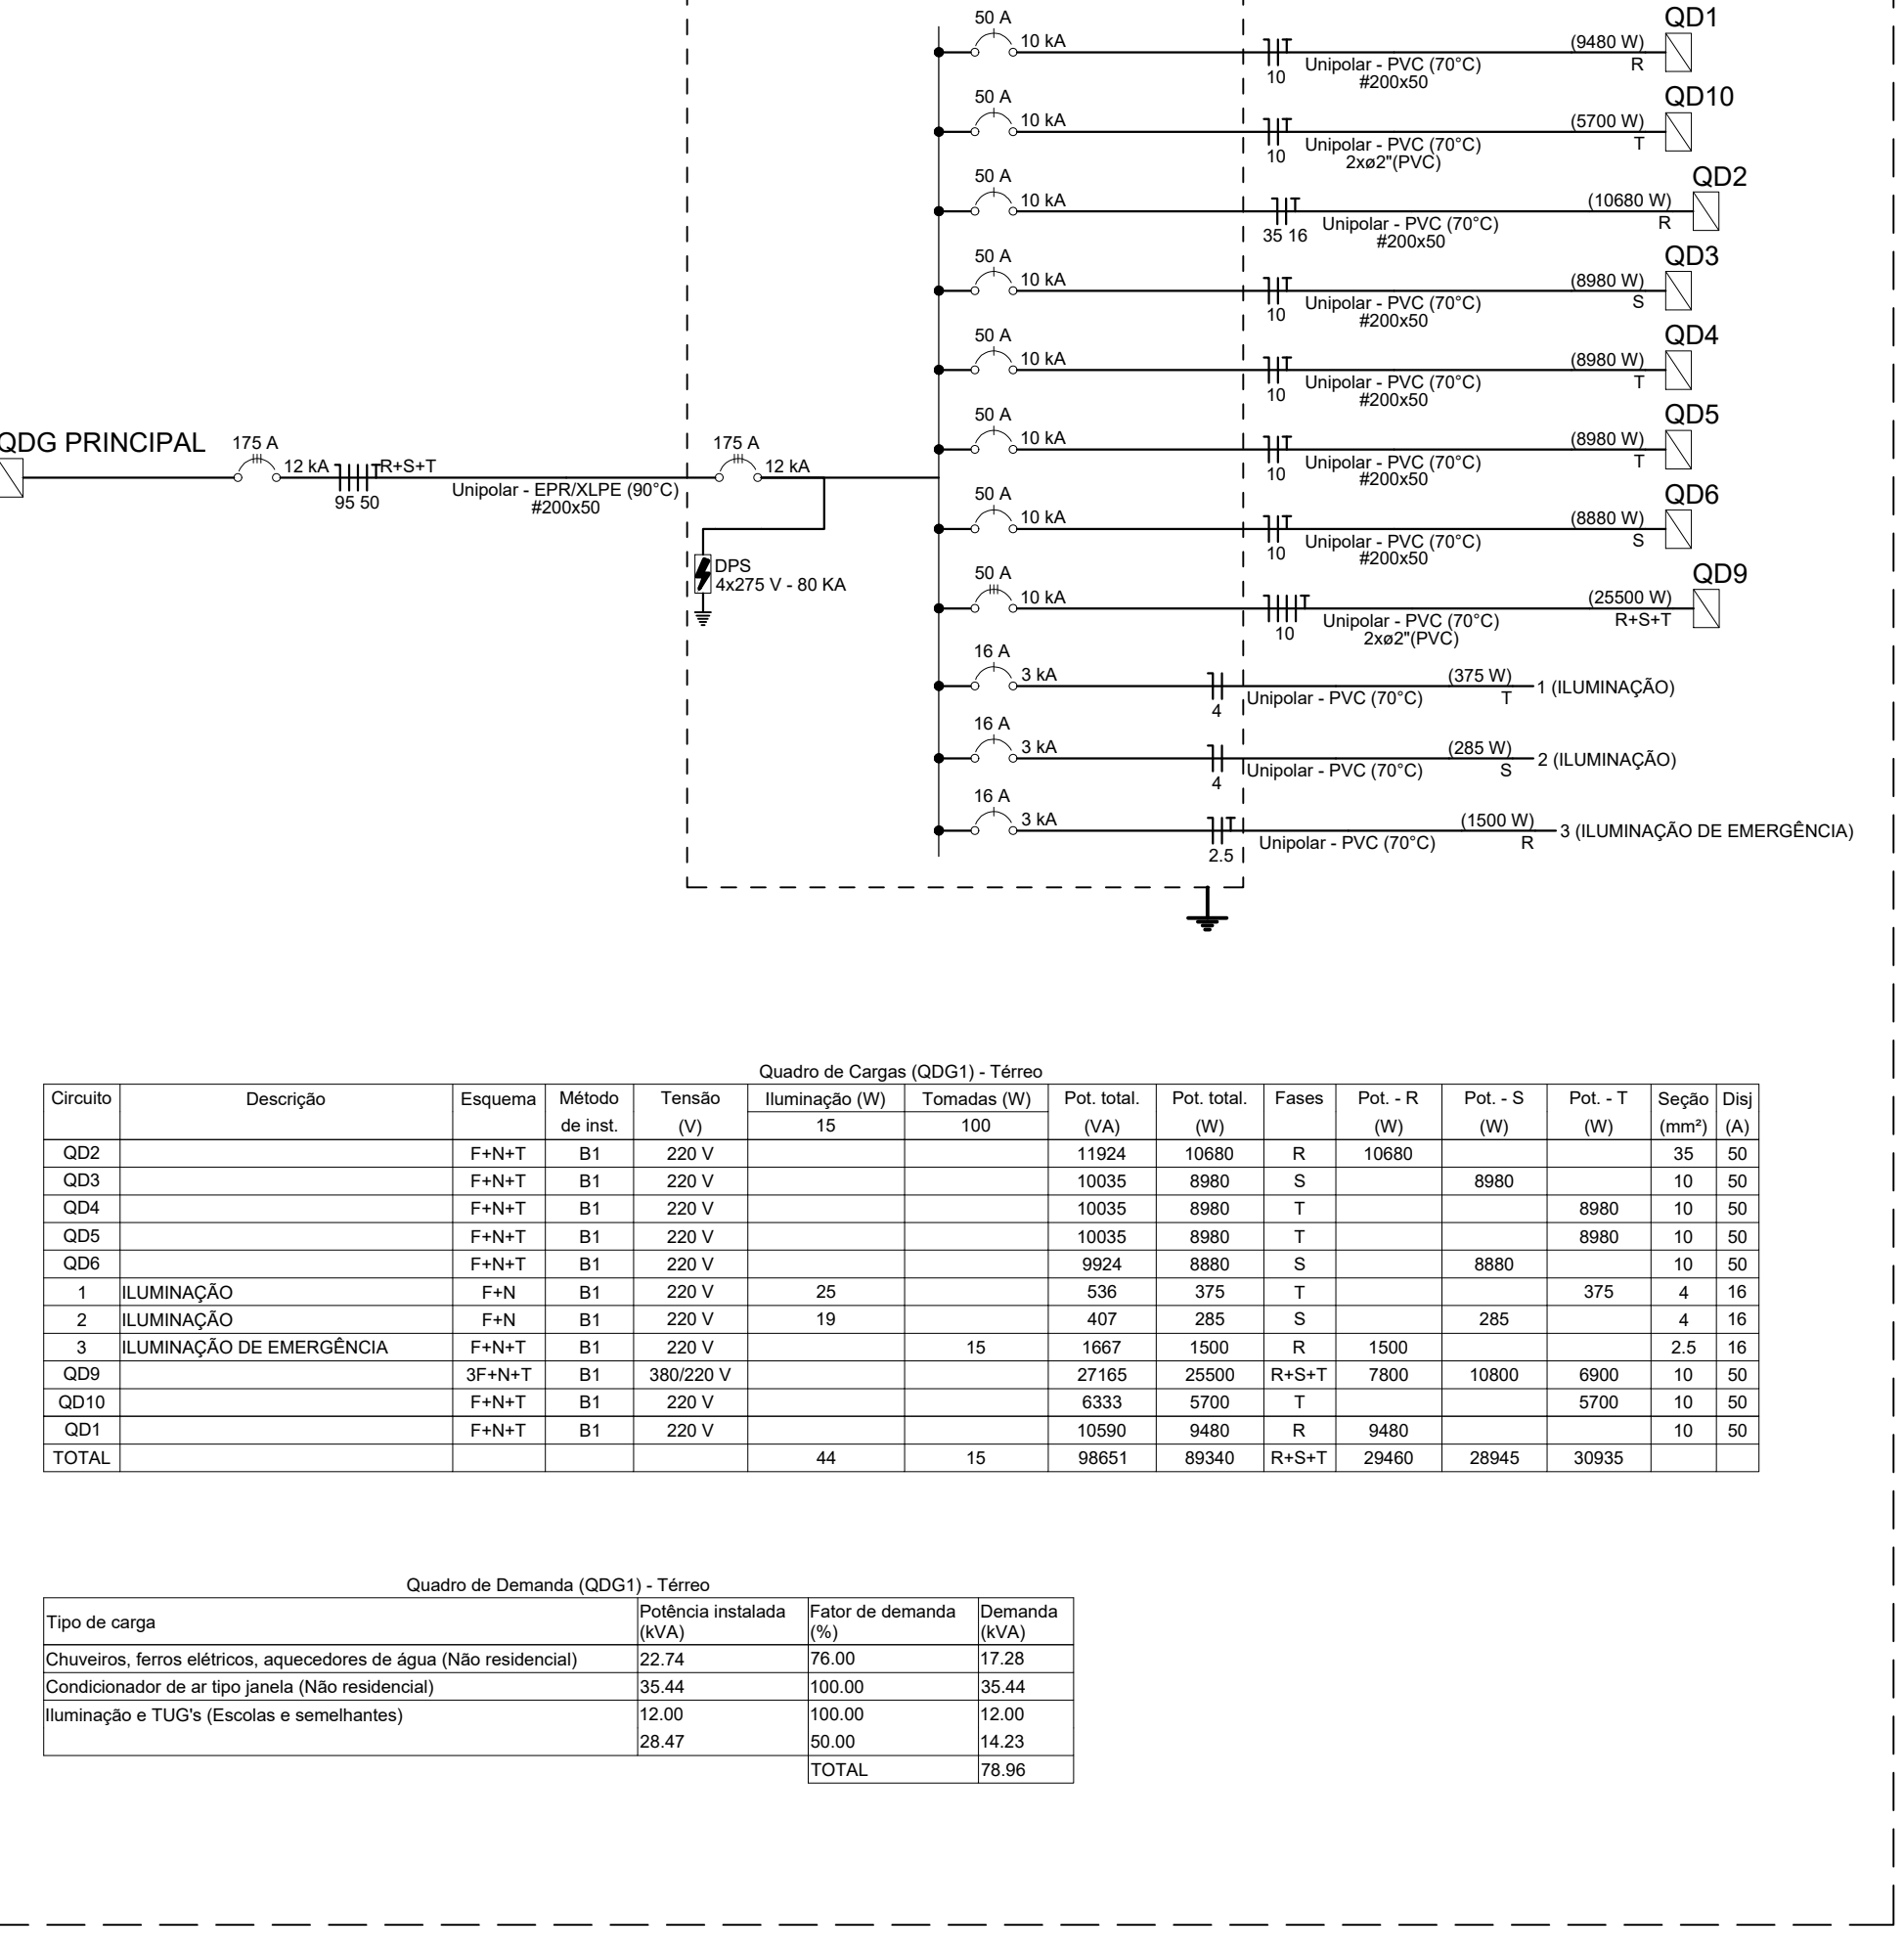 QDG PRINCIPAL
175 A
12 kA
R+S+T
95 50
Unipolar - EPR/XLPE (90°C)
#200x50
175 A
12 kA
DPS
4x275 V - 80 KA
50 A
10 kA
10
Unipolar - PVC (70°C)
#200x50
(9480 W)
R
QD1
50 A
10 kA
10
Unipolar - PVC (70°C)
2xø2"(PVC)
(5700 W)
T
QD10
50 A
10 kA
35 16
Unipolar - PVC (70°C)
#200x50
(10680 W)
R
QD2
50 A
10 kA
10
Unipolar - PVC (70°C)
#200x50
(8980 W)
S
QD3
50 A
10 kA
10
Unipolar - PVC (70°C)
#200x50
(8980 W)
T
QD4
50 A
10 kA
10
Unipolar - PVC (70°C)
#200x50
(8980 W)
T
QD5
50 A
10 kA
10
Unipolar - PVC (70°C)
#200x50
(8880 W)
S
QD6
50 A
10 kA
10
Unipolar - PVC (70°C)
2xø2"(PVC)
(25500 W)
R+S+T
QD9
16 A
3 kA
4
Unipolar - PVC (70°C)
(375 W)
T
1 (ILUMINAÇÃO)
16 A
3 kA
4
Unipolar - PVC (70°C)
(285 W)
S
2 (ILUMINAÇÃO)
16 A
3 kA
2.5
Unipolar - PVC (70°C)
(1500 W)
R
3 (ILUMINAÇÃO DE EMERGÊNCIA)
Quadro de Cargas (QDG1) - Térreo
Circuito Descrição Esquema Método Tensão Iluminação (W) Tomadas (W) Pot. total. Pot. total. Fases Pot. - R Pot. - S Pot. - T Seção Disj
de inst. (V) 15 100 (VA) (W) (W) (W) (W) (mm²) (A)
QD2 F+N+T B1 220 V 11924 10680 R 10680 35 50
QD3 F+N+T B1 220 V 10035 8980 S 8980 10 50
QD4 F+N+T B1 220 V 10035 8980 T 8980 10 50
QD5 F+N+T B1 220 V 10035 8980 T 8980 10 50
QD6 F+N+T B1 220 V 9924 8880 S 8880 10 50
1 ILUMINAÇÃO F+N B1 220 V 25 536 375 T 375 4 16
2 ILUMINAÇÃO F+N B1 220 V 19 407 285 S 285 4 16
3 ILUMINAÇÃO DE EMERGÊNCIA F+N+T B1 220 V 15 1667 1500 R 1500 2.5 16
QD9 3F+N+T B1 380/220 V 27165 25500 R+S+T 7800 10800 6900 10 50
QD10 F+N+T B1 220 V 6333 5700 T 5700 10 50
QD1 F+N+T B1 220 V 10590 9480 R 9480 10 50
TOTAL 44 15 98651 89340 R+S+T 29460 28945 30935
Quadro de Demanda (QDG1) - Térreo
Tipo de carga Potência instalada Fator de demanda Demanda
(kVA) (%) (kVA)
Chuveiros, ferros elétricos, aquecedores de água (Não residencial) 22.74 76.00 17.28
Condicionador de ar tipo janela (Não residencial) 35.44 100.00 35.44
Iluminação e TUG's (Escolas e semelhantes) 12.00 100.00 12.00
28.47 50.00 14.23
TOTAL 78.96